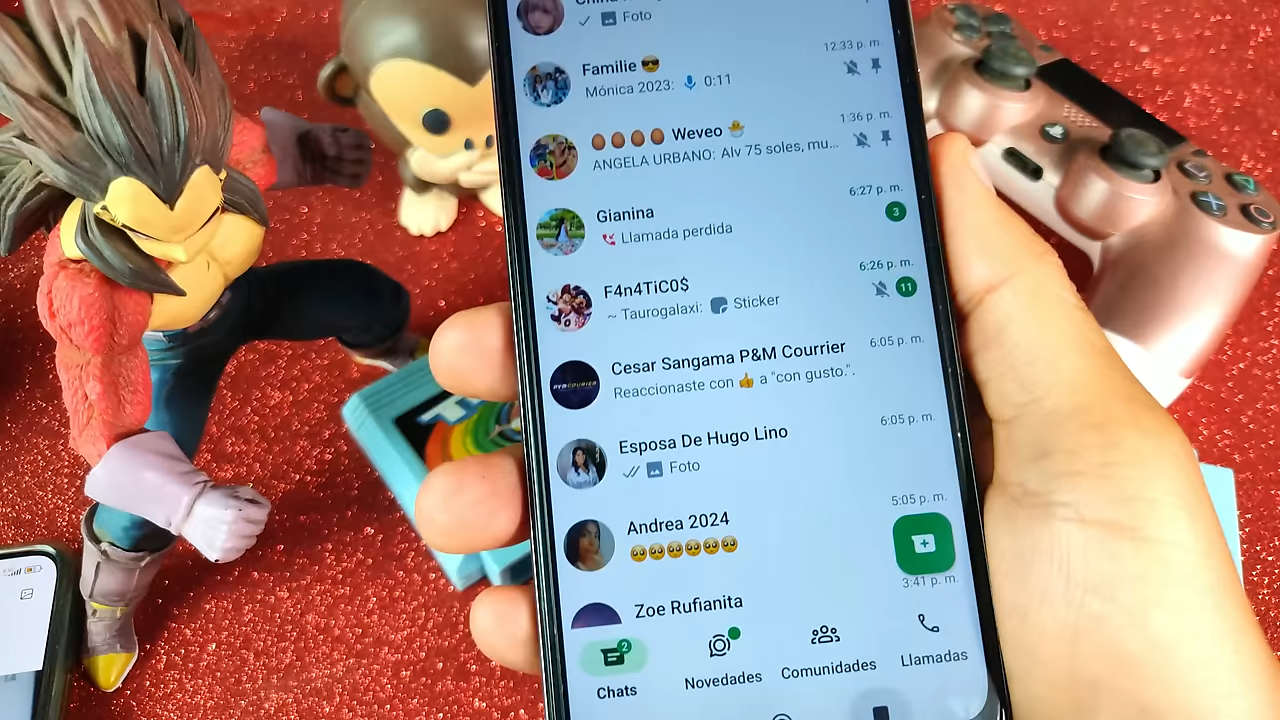 Foto
12:33 p. m.
Familie 😎
Mónica 2023: 🎤 0:11
1:36 p. m.
🥚🥚🥚🥚 Weveo 🐣
ANGELA URBANO: Alv 75 soles, mu...
6:27 p. m.
Gianina
3
Llamada perdida
6:26 p. m.
F4n4TiC0$
11
~ Taurogalaxi: Sticker
6:05 p. m.
Cesar Sangama P&M Courrier
Reaccionaste con 👍 a "con gusto.".
PYMCOURIER
6:05 p. m.
Esposa De Hugo Lino
Foto
5:05 p. m.
Andrea 2024
🥺🥺🥺🥺🥺🥺
3:41 p. m.
Zoe Rufianita
2
Chats
Novedades
Comunidades
Llamadas